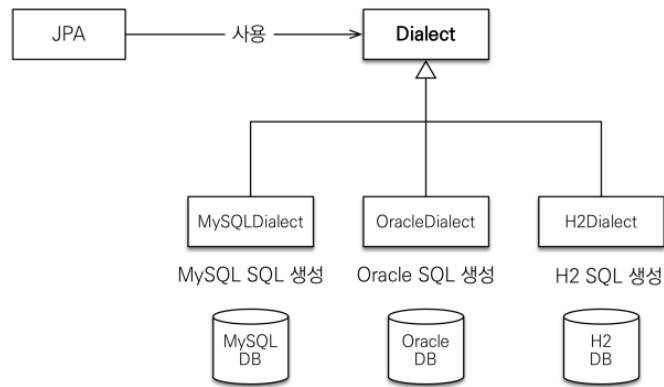 JPA
사용
Dialect
MySQLDialect
OracleDialect
H2Dialect
MySQL SQL 생성
Oracle SQL 생성
H2 SQL 생성
MySQL
DB
Oracle
DB
H2
DB